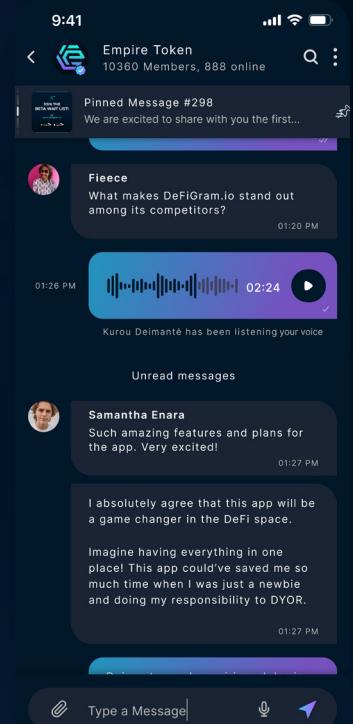 9:41
Empire Token
10360 Members, 888 online
JOIN THE
BETA WAIT LIST!
Pinned Message #298
We are excited to share with you the first...
Fieece
What makes DeFiGram.io stand out
among its competitors?
01:20 PM
01:26 PM
02:24
Kurou Deimantė has been listening your voice
Unread messages
Samantha Enara
Such amazing features and plans for
the app. Very excited!
01:27 PM
I absolutely agree that this app will be
a game changer in the DeFi space.
Imagine having everything in one
place! This app could've saved me so
much time when I was just a newbie
and doing my responsibility to DYOR.
01:27 PM
Type a Message